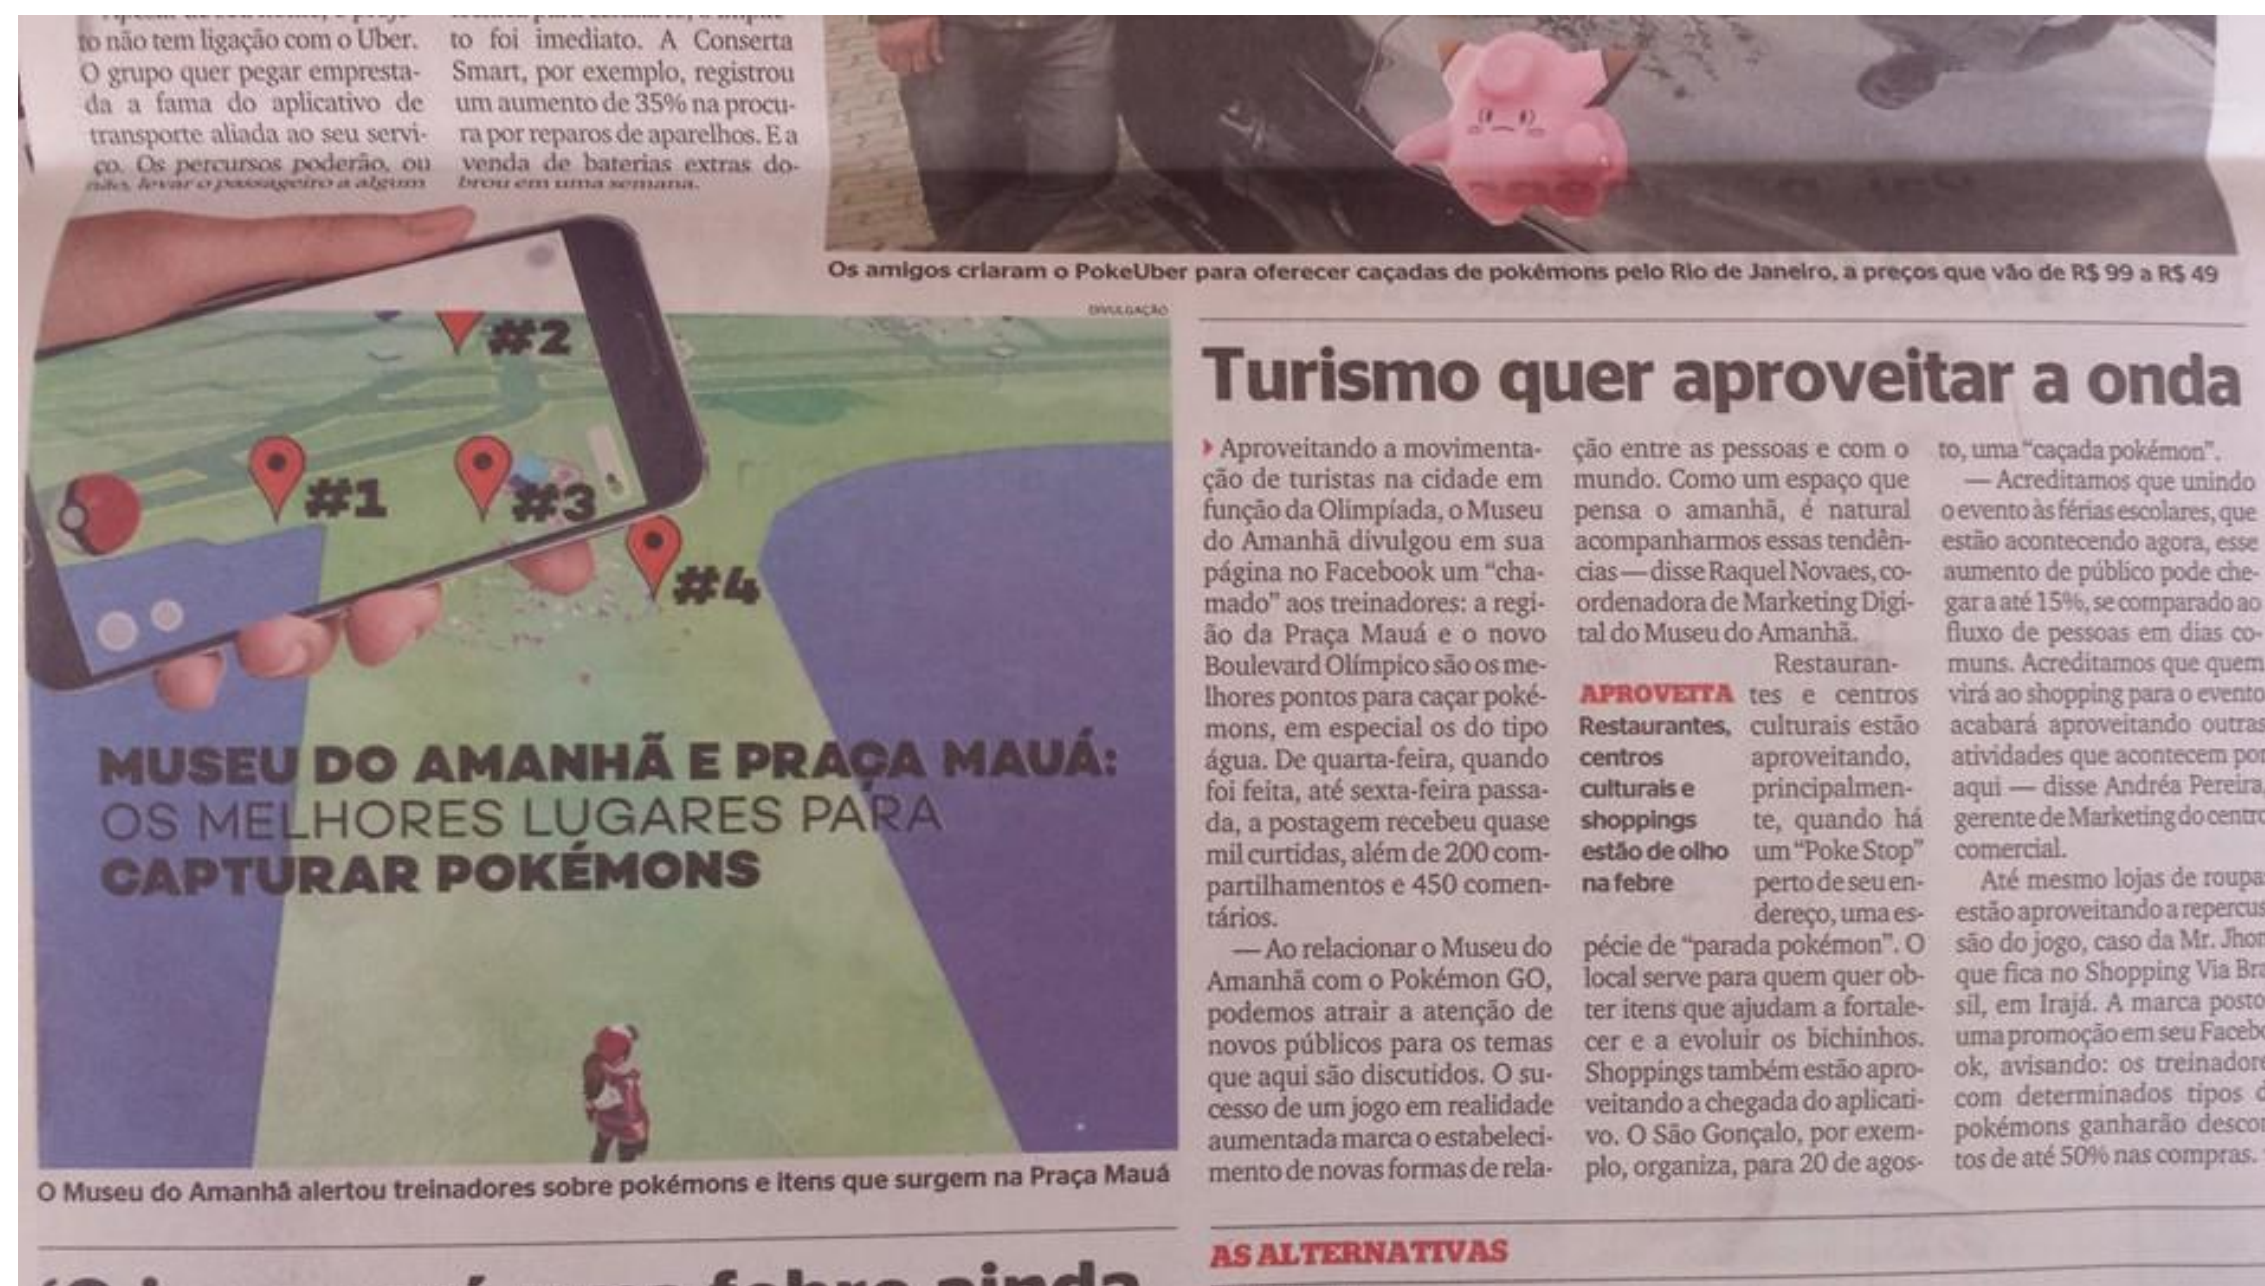 to não tem ligação com o Uber.
O grupo quer pegar empresta-
da a fama do aplicativo de
transporte aliada ao seu servi-
ço. Os percursos poderão, ou
não, levar o passageiro a algum
to foi imediato. A Conserta
Smart, por exemplo, registrou
um aumento de 35% na procu-
ra por reparos de aparelhos. E a
venda de baterias extras do-
brou em uma semana.
Os amigos criaram o PokeUber para oferecer caçadas de pokémons pelo Rio de Janeiro, a preços que vão de R$ 99 a R$ 49
DIVULGAÇÃO
#2
#1
#3
#4
MUSEU DO AMANHÃ E PRAÇA MAUÁ:
OS MELHORES LUGARES PARA
CAPTURAR POKÉMONS
O Museu do Amanhã alertou treinadores sobre pokémons e itens que surgem na Praça Mauá
Turismo quer aproveitar a onda
Aproveitando a movimenta-
ção de turistas na cidade em
função da Olimpíada, o Museu
do Amanhã divulgou em sua
página no Facebook um “cha-
mado” aos treinadores: a regi-
ão da Praça Mauá e o novo
Boulevard Olímpico são os me-
lhores pontos para caçar poké-
mons, em especial os do tipo
água. De quarta-feira, quando
foi feita, até sexta-feira passa-
da, a postagem recebeu quase
mil curtidas, além de 200 com-
partilhamentos e 450 comen-
tários.
— Ao relacionar o Museu do
Amanhã com o Pokémon GO,
podemos atrair a atenção de
novos públicos para os temas
que aqui são discutidos. O su-
cesso de um jogo em realidade
aumentada marca o estabeleci-
mento de novas formas de rela-
ção entre as pessoas e com o
mundo. Como um espaço que
pensa o amanhã, é natural
acompanharmos essas tendên-
cias — disse Raquel Novaes, co-
ordenadora de Marketing Digi-
tal do Museu do Amanhã.
Restauran-
tes e centros
culturais estão
aproveitando,
principalmen-
te, quando há
um “Poke Stop”
perto de seu en-
dereço, uma es-
pécie de “parada pokémon”. O
local serve para quem quer ob-
ter itens que ajudam a fortale-
cer e a evoluir os bichinhos.
Shoppings também estão apro-
veitando a chegada do aplicati-
vo. O São Gonçalo, por exem-
plo, organiza, para 20 de agos-
APROVEITA
Restaurantes,
centros
culturais e
shoppings
estão de olho
na febre
to, uma “caçada pokémon”.
— Acreditamos que unindo
o evento às férias escolares, que
estão acontecendo agora, esse
aumento de público pode che-
gar a até 15%, se comparado ao
fluxo de pessoas em dias co-
muns. Acreditamos que quem
virá ao shopping para o evento
acabará aproveitando outras
atividades que acontecem por
aqui — disse Andréa Pereira,
gerente de Marketing do centro
comercial.
Até mesmo lojas de roupa
estão aproveitando a repercus
são do jogo, caso da Mr. Jhon
que fica no Shopping Via Bra
sil, em Irajá. A marca posto
uma promoção em seu Facebo
ok, avisando: os treinadore
com determinados tipos d
pokémons ganharão descon
tos de até 50% nas compras.
AS ALTERNATIVAS
febre ainda